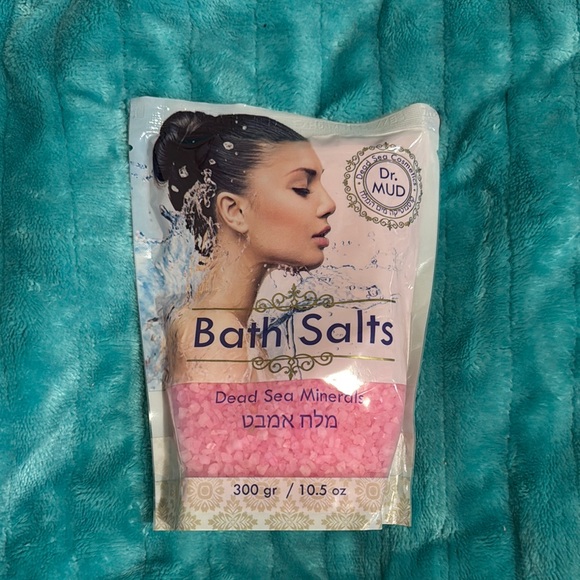 Dead Sea Cosmetics
Dr.
MUD
Bath Salts
Dead Sea Minerals
מלח אמבט
300 gr / 10.5 oz